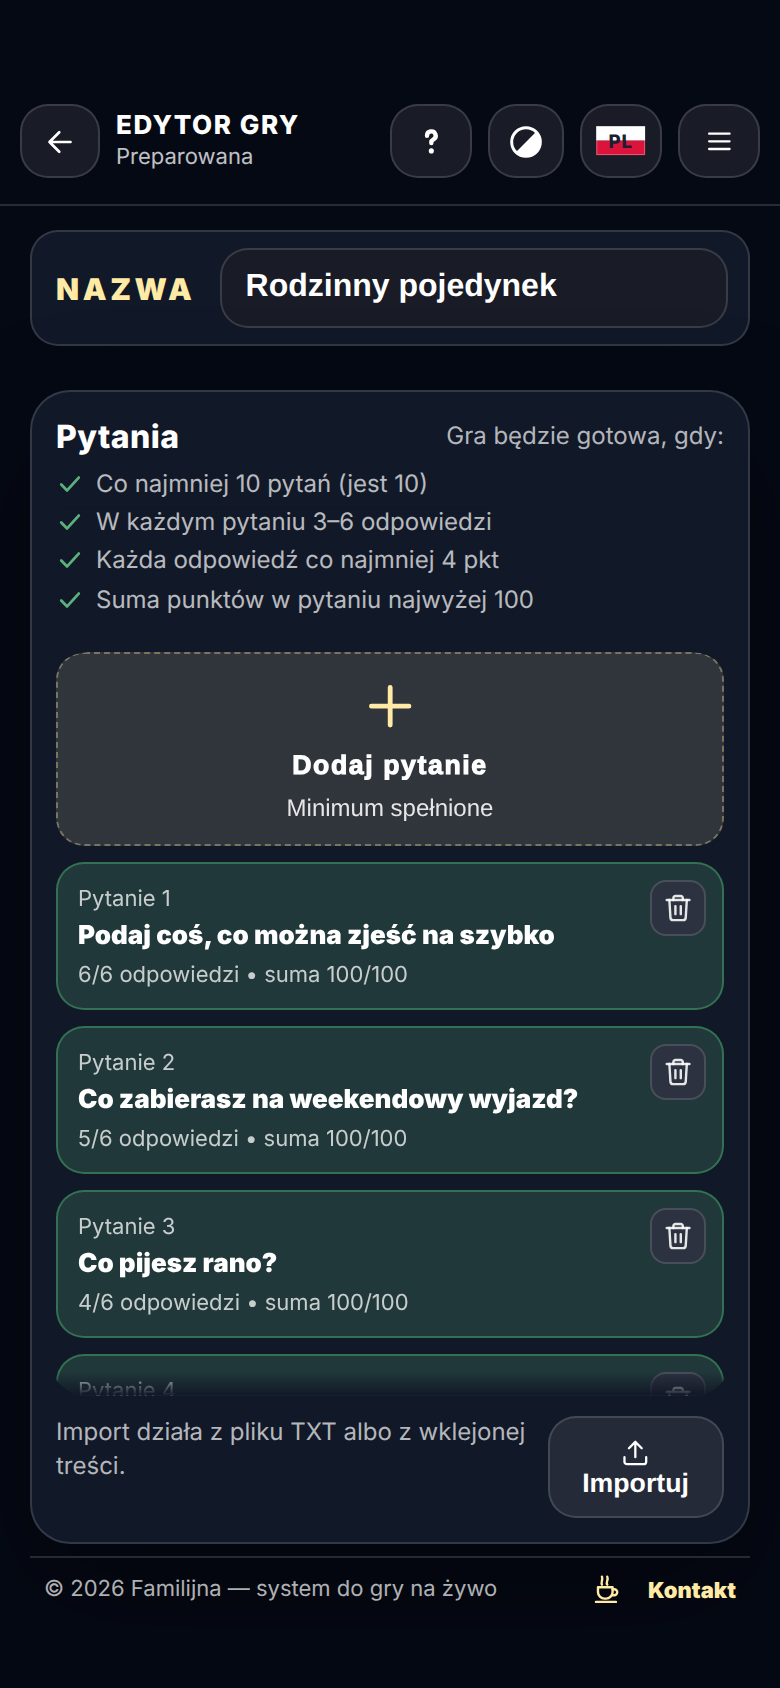 EDYTOR GRY
Preparowana
?
PL
NAZWA
Rodzinny pojedynek
Pytania
Gra będzie gotowa, gdy:
Co najmniej 10 pytań (jest 10)
W każdym pytaniu 3–6 odpowiedzi
Każda odpowiedź co najmniej 4 pkt
Suma punktów w pytaniu najwyżej 100
Dodaj pytanie
Minimum spełnione
Pytanie 1
Podaj coś, co można zjeść na szybko
6/6 odpowiedzi • suma 100/100
Pytanie 2
Co zabierasz na weekendowy wyjazd?
5/6 odpowiedzi • suma 100/100
Pytanie 3
Co pijesz rano?
4/6 odpowiedzi • suma 100/100
Pytanie 4
Import działa z pliku TXT albo z wklejonej
treści.
Importuj
© 2026 Familijna — system do gry na żywo
Kontakt